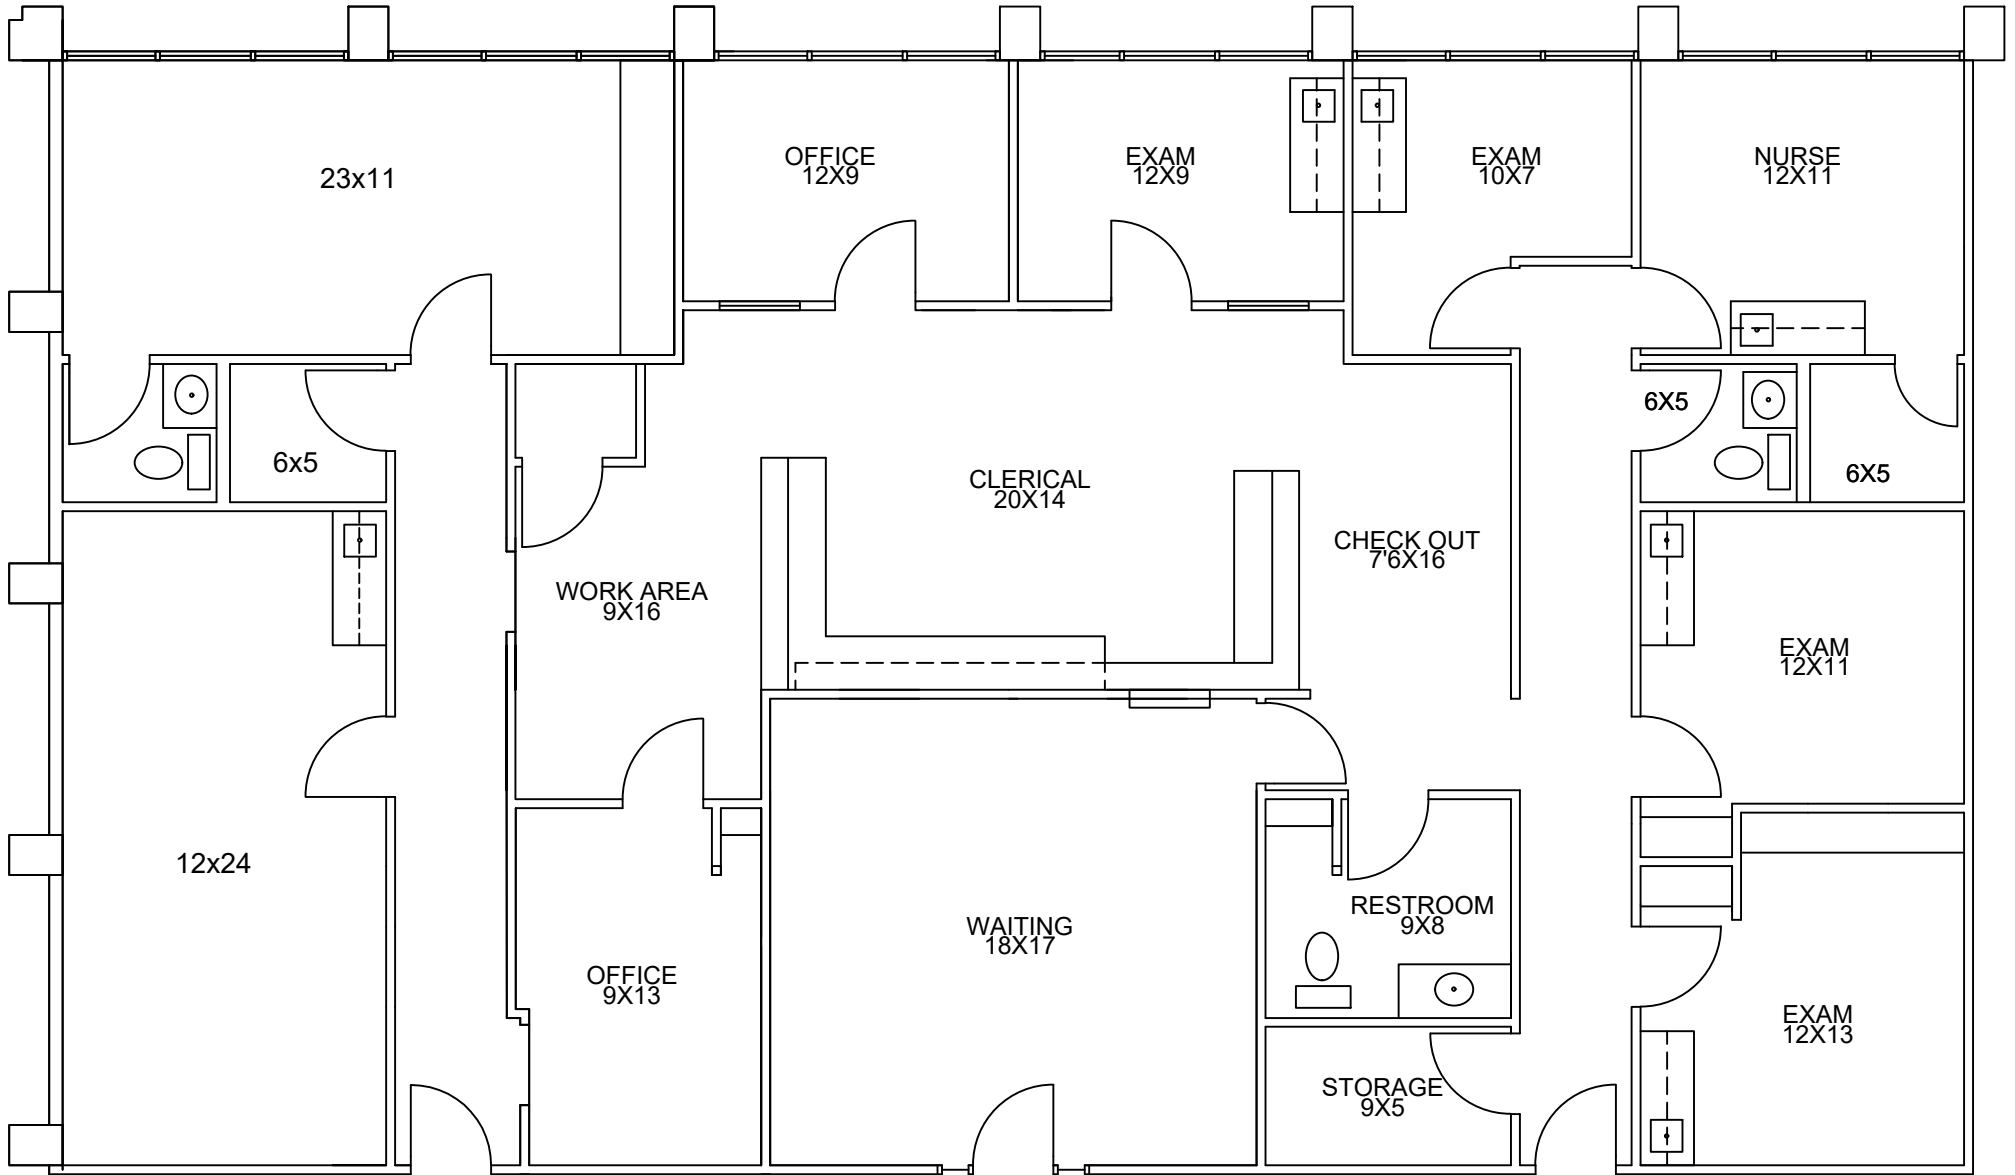 OFFICE
12X9
EXAM
12X9
EXAM
10X7
NURSE
12X11
23x11
6X5
6x5
6X5
CLERICAL
20X14
CHECK OUT
7'6X16
WORK AREA
9X16
EXAM
12X11
12x24
WAITING
18X17
RESTROOM
9X8
OFFICE
9X13
EXAM
12X13
STORAGE
9X5